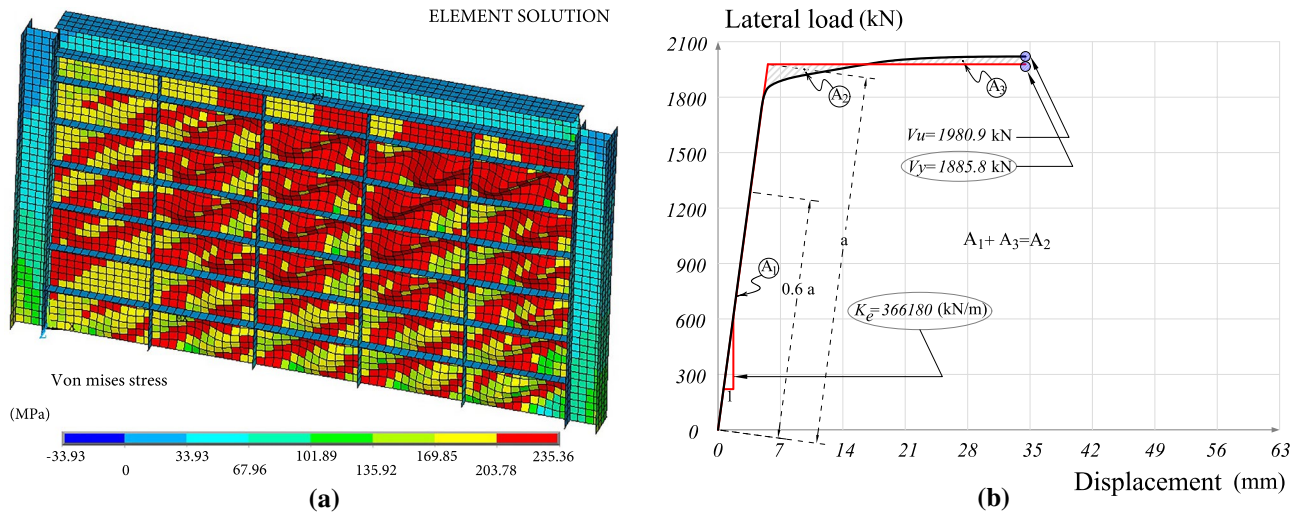 ELEMENT SOLUTION
Von mises stress
(MPa)
-33.93 33.93 101.89 169.85 235.36
0 67.96 135.92 203.78
(a)
Lateral load (kN)
2100
1800
1500
1200
900
600
300
0
A2
A3
Vu=1980.9 kN
Vy=1885.8 kN
A1+ A3=A2
a
A1
0.6 a
Ke=366180 (kN/m)
1
0 7 14 21 28 35 42 49 56 63
Displacement (mm)
(b)